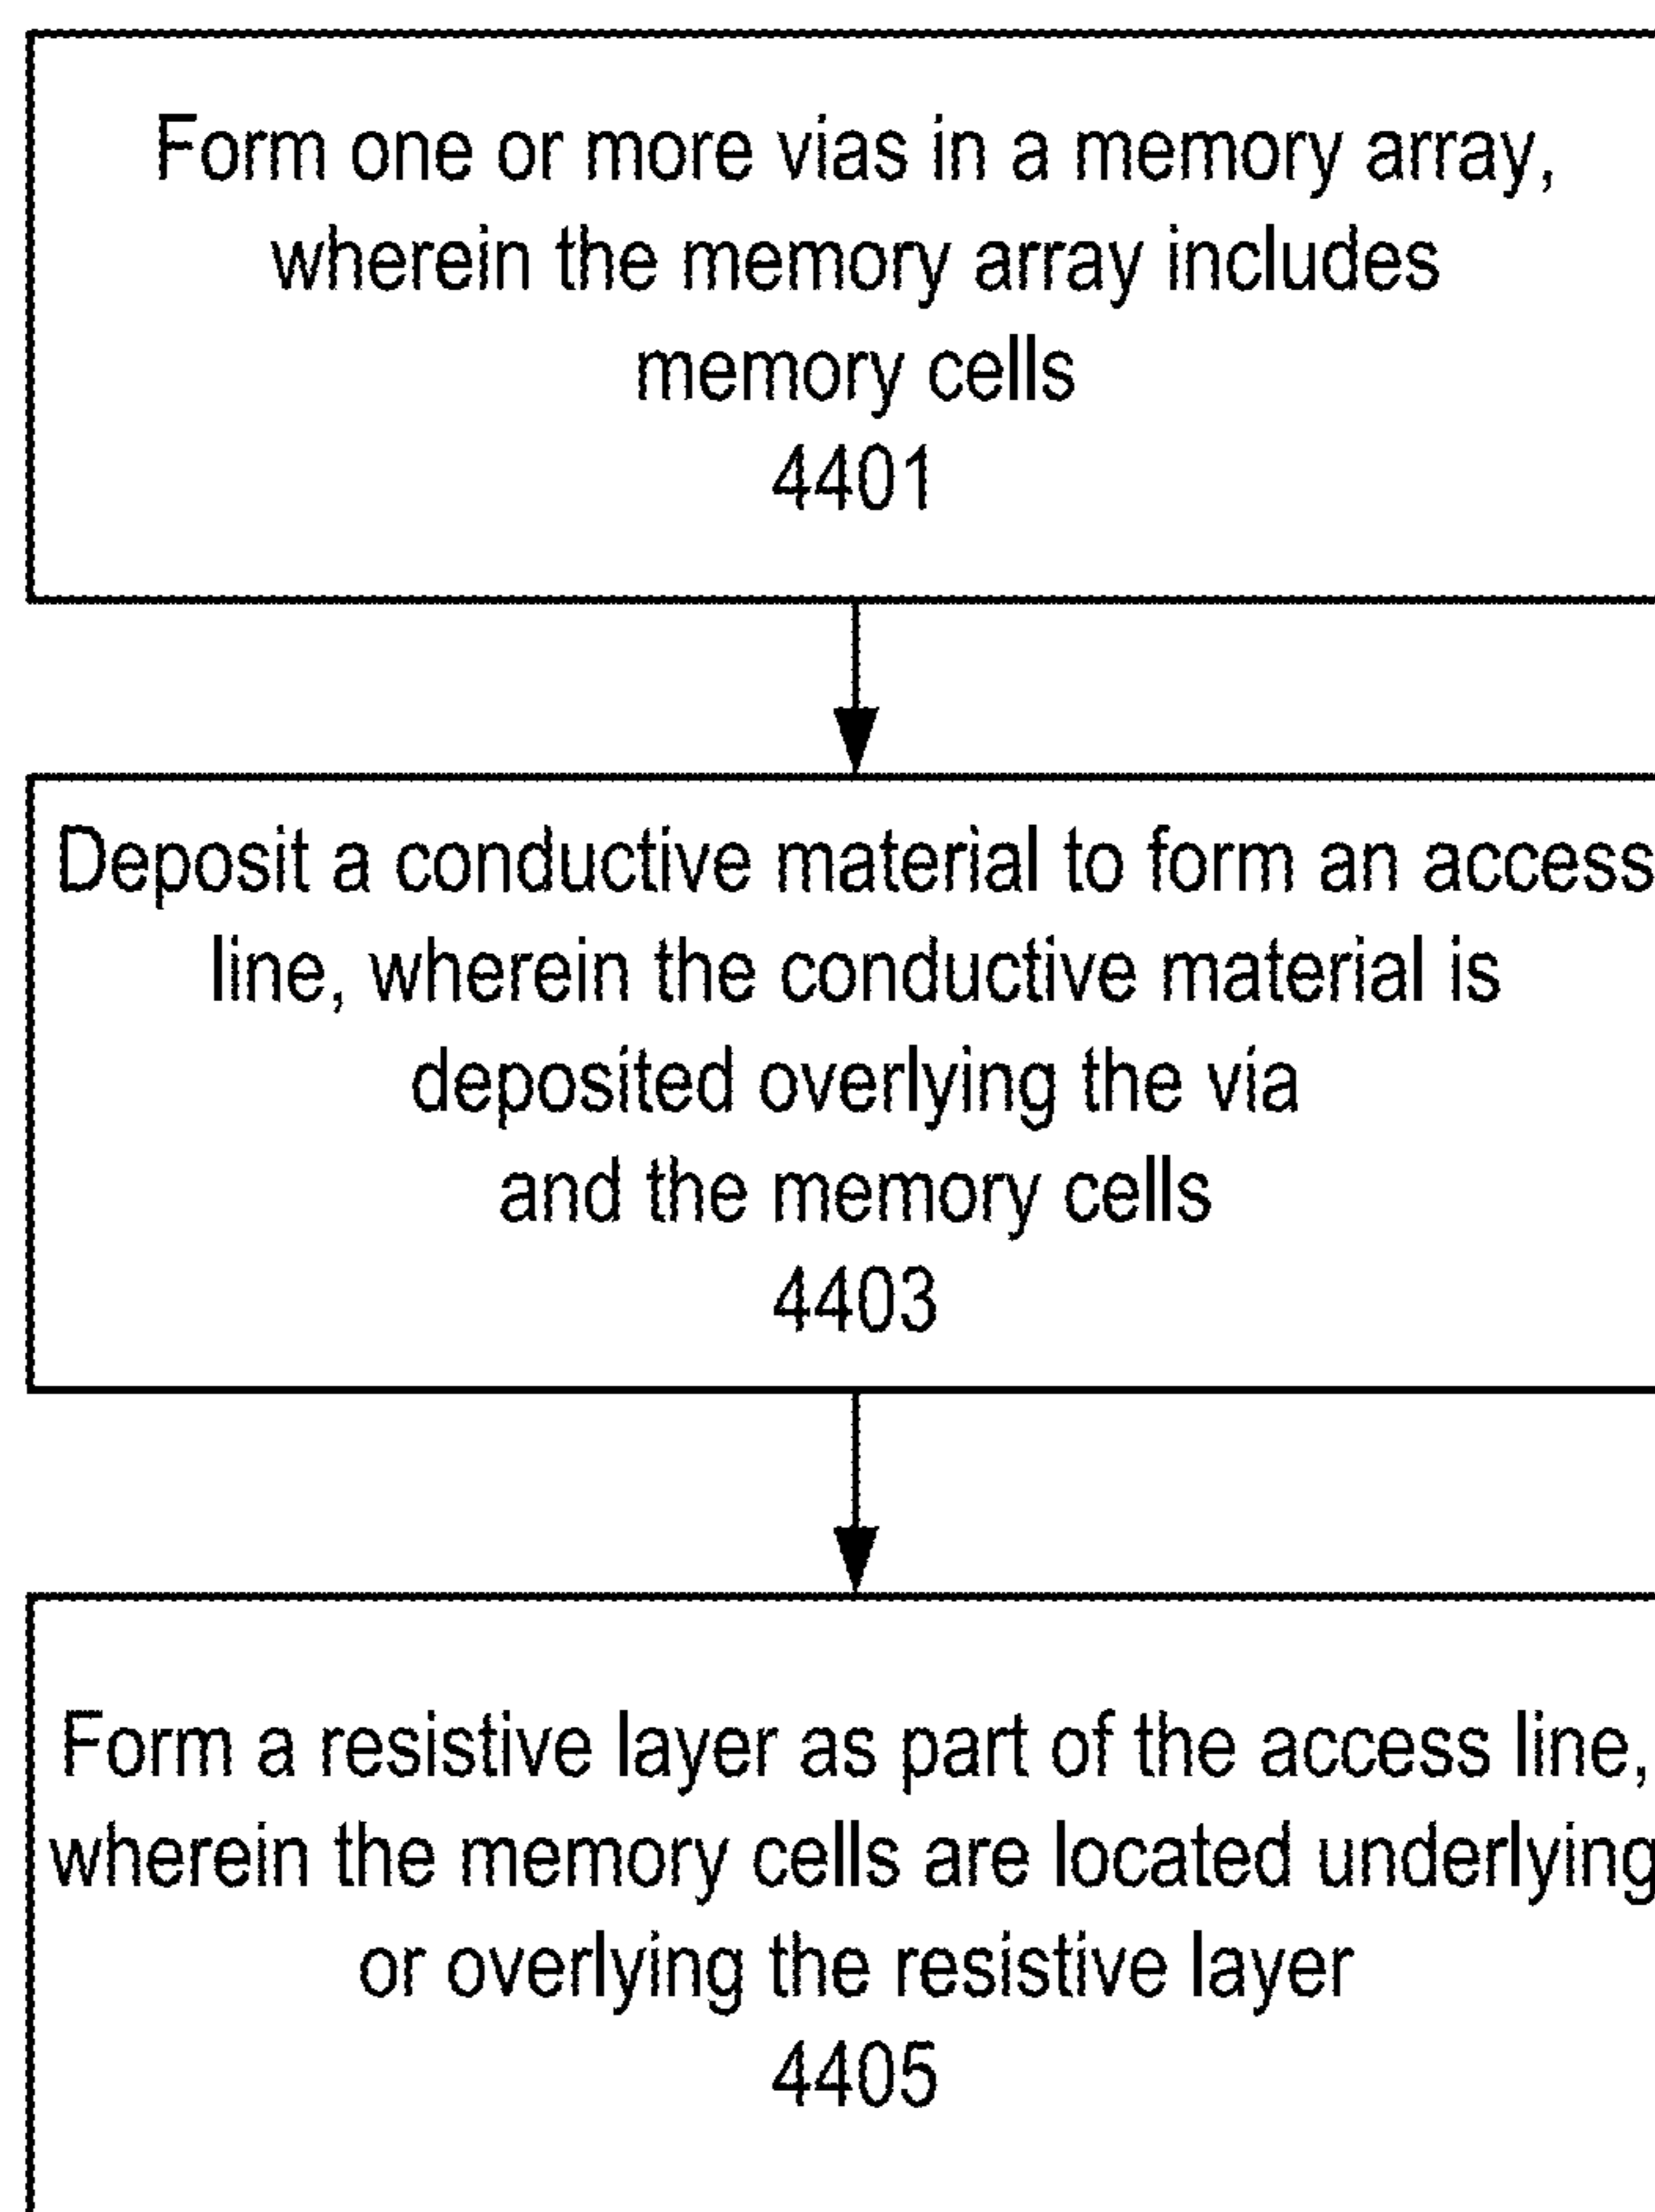 Form one or more vias in a memory array,
wherein the memory array includes
memory cells
4401
Deposit a conductive material to form an access
line, wherein the conductive material is
deposited overlying the via
and the memory cells
4403
Form a resistive layer as part of the access line,
wherein the memory cells are located underlying
or overlying the resistive layer
4405